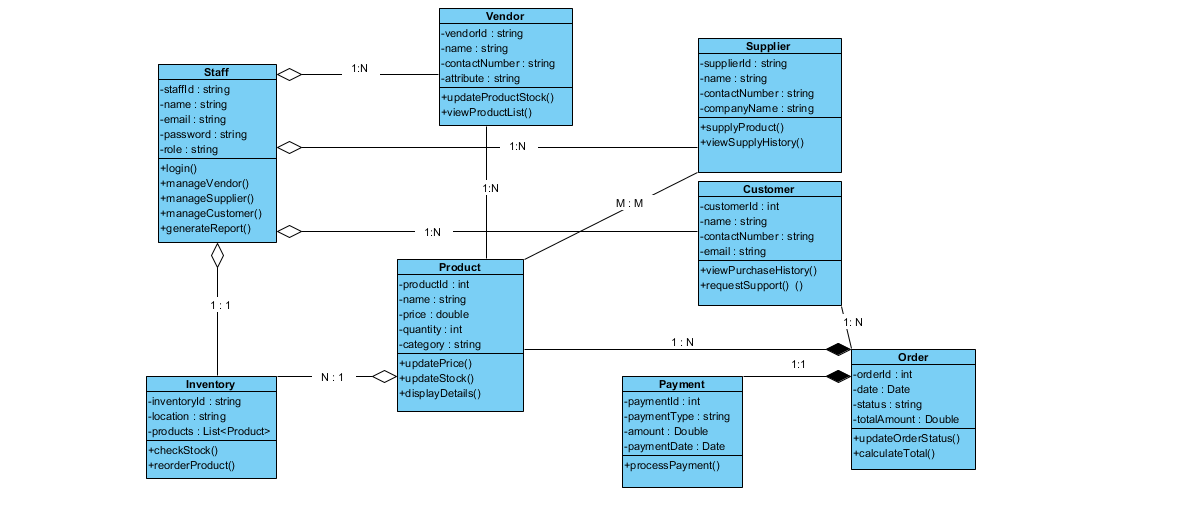 Vendor
-vendorId : string
-name : string
-contactNumber : string
-attribute : string
+updateProductStock()
+viewProductList()
Supplier
-supplierId : string
-name : string
-contactNumber : string
-companyName : string
+supplyProduct()
+viewSupplyHistory()
Staff
-staffId : string
-name : string
-email : string
-password : string
-role : string
+login()
+manageVendor()
+manageSupplier()
+manageCustomer()
+generateReport()
1:N
1:N
1:N
M : M
1:N
Customer
-customerId : int
-name : string
-contactNumber : string
-email : string
+viewPurchaseHistory()
+requestSupport() ()
Product
-productId : int
-name : string
-price : double
-quantity : int
-category : string
+updatePrice()
+updateStock()
+displayDetails()
1 : 1
1: N
1 : N
1:1
N : 1
Inventory
-inventoryId : string
-location : string
-products : List<Product>
+checkStock()
+reorderProduct()
Payment
-paymentId : int
-paymentType : string
-amount : Double
-paymentDate : Date
+processPayment()
Order
-orderId : int
-date : Date
-status : string
-totalAmount : Double
+updateOrderStatus()
+calculateTotal()